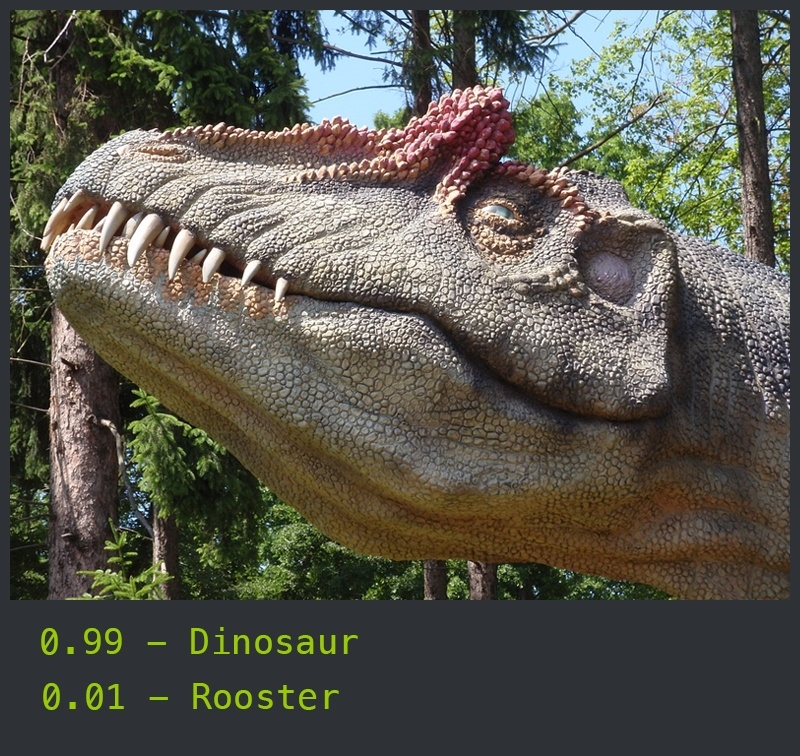 0.99 – Dinosaur
0.01 – Rooster